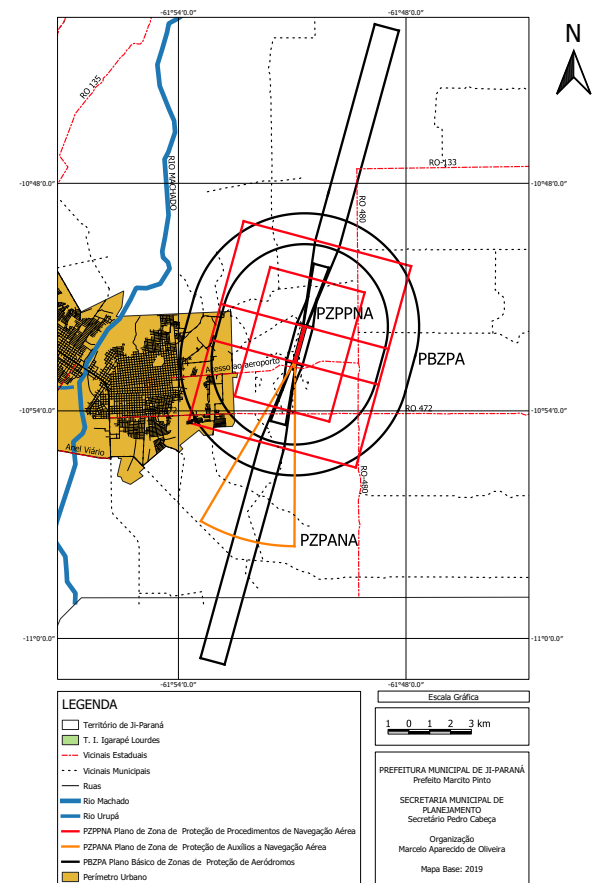 -61°54'0.0"
-61°48'0.0"
N
RO 135
RIO MACHADO
RO-133
-10°48'0.0"
-10°48'0.0"
RO 480
PZPPNA
PBZPA
Acesso ao aeroporto
-10°54'0.0"
RO 472
-10°54'0.0"
Anel Viário
RO-480
PZPANA
-11°0'0.0"
-11°0'0.0"
-61°54'0.0"
-61°48'0.0"
LEGENDA
Território de Ji-Paraná
T. I. Igarapé Lourdes
Vicinais Estaduais
Vicinais Municipais
Ruas
Rio Machado
Rio Urupá
PZPPNA Plano de Zona de Proteção de Procedimentos de Navegação Aérea
PZPANA Plano de Zona de Proteção de Auxílios a Navegação Aérea
PBZPA Plano Básico de Zonas de Proteção de Aeródromos
Perímetro Urbano
Escala Gráfica
1 0 1 2 3 km
PREFEITURA MUNICIPAL DE JI-PARANÁ
Prefeito Marcito Pinto
SECRETARIA MUNICIPAL DE
PLANEJAMENTO
Secretário Pedro Cabeça
Organização
Marcelo Aparecido de Oliveira
Mapa Base: 2019